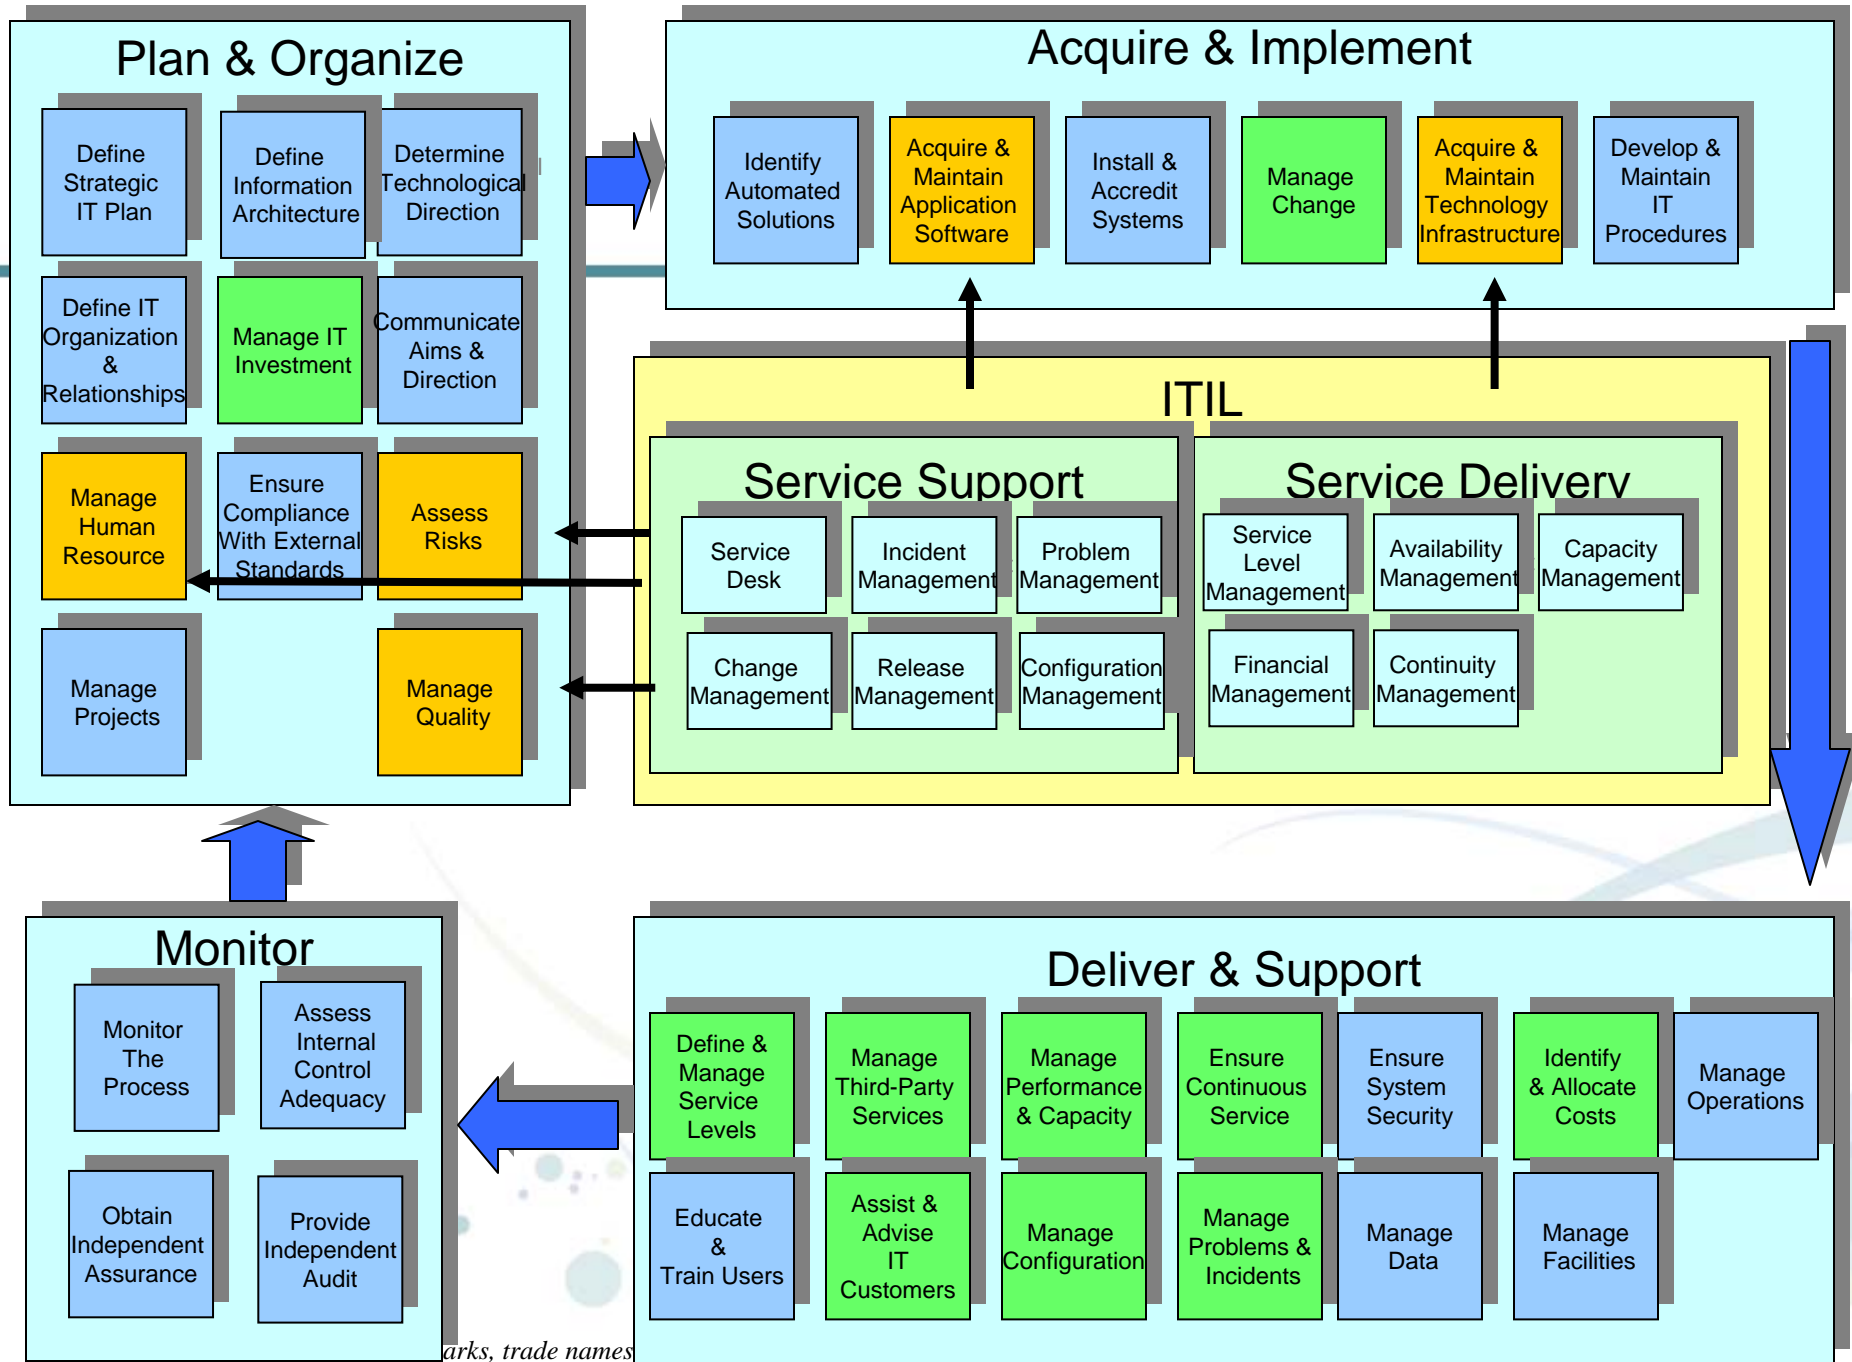 Plan & Organize
Define
Strategic
IT Plan
Define
Information
Architecture
Determine
Technological
Direction
Define IT
Organization
&
Relationships
Manage IT
Investment
Communicate
Aims &
Direction
Manage
Human
Resource
Ensure
Compliance
With External
Standards
Assess
Risks
Manage
Projects
Manage
Quality
Acquire & Implement
Identify
Automated
Solutions
Acquire &
Maintain
Application
Software
Install &
Accredit
Systems
Manage
Change
Acquire &
Maintain
Technology
Infrastructure
Develop &
Maintain
IT
Procedures
ITIL
Service Support
Service
Desk
Incident
Management
Problem
Management
Change
Management
Release
Management
Configuration
Management
Service Delivery
Service
Level
Management
Availability
Management
Capacity
Management
Financial
Management
Continuity
Management
Monitor
Monitor
The
Process
Assess
Internal
Control
Adequacy
Obtain
Independent
Assurance
Provide
Independent
Audit
Deliver & Support
Define &
Manage
Service
Levels
Manage
Third-Party
Services
Manage
Performance
& Capacity
Ensure
Continuous
Service
Ensure
System
Security
Identify
& Allocate
Costs
Manage
Operations
Educate
&
Train Users
Assist &
Advise
IT
Customers
Manage
Configuration
Manage
Problems &
Incidents
Manage
Data
Manage
Facilities
arks, trade names